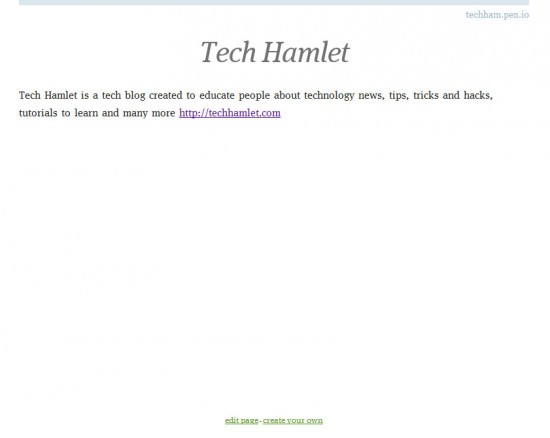 techham.pen.io
Tech Hamlet
Tech Hamlet is a tech blog created to educate people about technology news, tips, tricks and hacks,
tutorials to learn and many more http://techhamlet.com
edit page - create your own